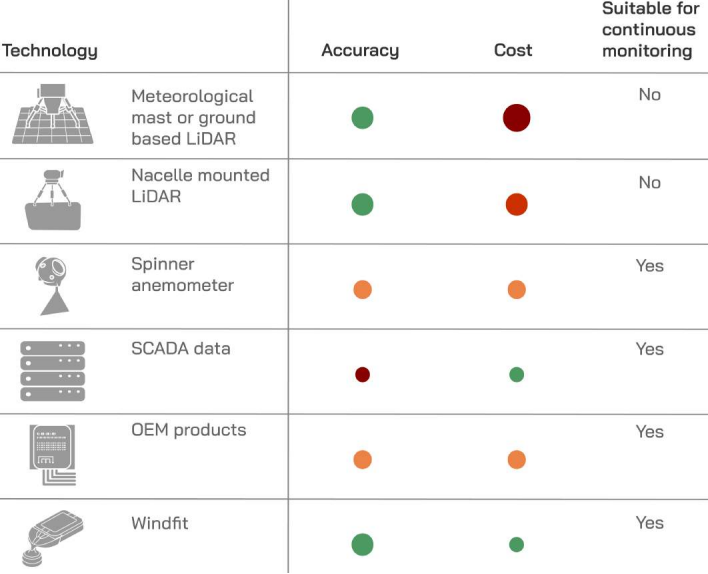 Technology
Accuracy
Cost
Suitable for
continuous
monitoring
Meteorological
mast or ground
based LiDAR
No
Nacelle mounted
LiDAR
No
Spinner
anemometer
Yes
SCADA data
Yes
OEM products
Yes
Windfit
Yes